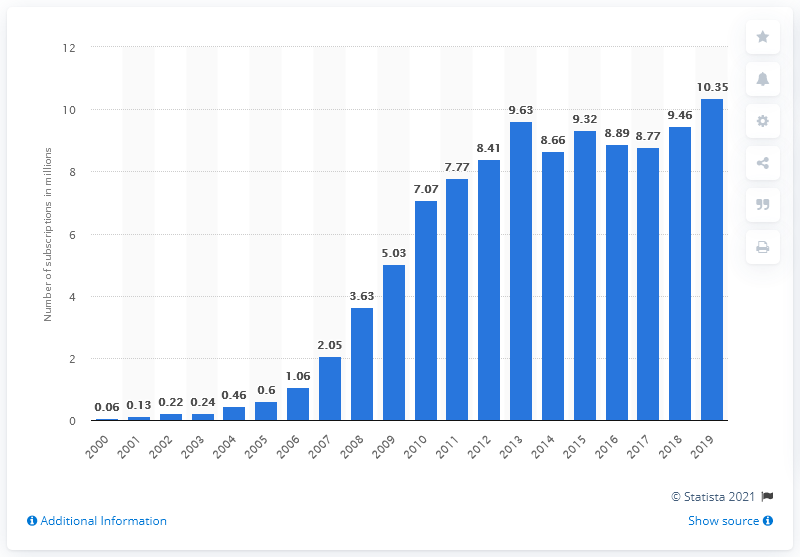 Number of subscriptions in millions
12
10
8
6
4
2
0
0.06 0.13 0.22 0.24 0.46 0.6 1.06 2.05 3.63 5.03 7.07 7.77 8.41 9.63 8.66 9.32 8.89 8.77 9.46 10.35
2000 2001 2002 2003 2004 2005 2006 2007 2008 2009 2010 2011 2012 2013 2014 2015 2016 2017 2018 2019
© Statista 2021
Additional Information
Show source